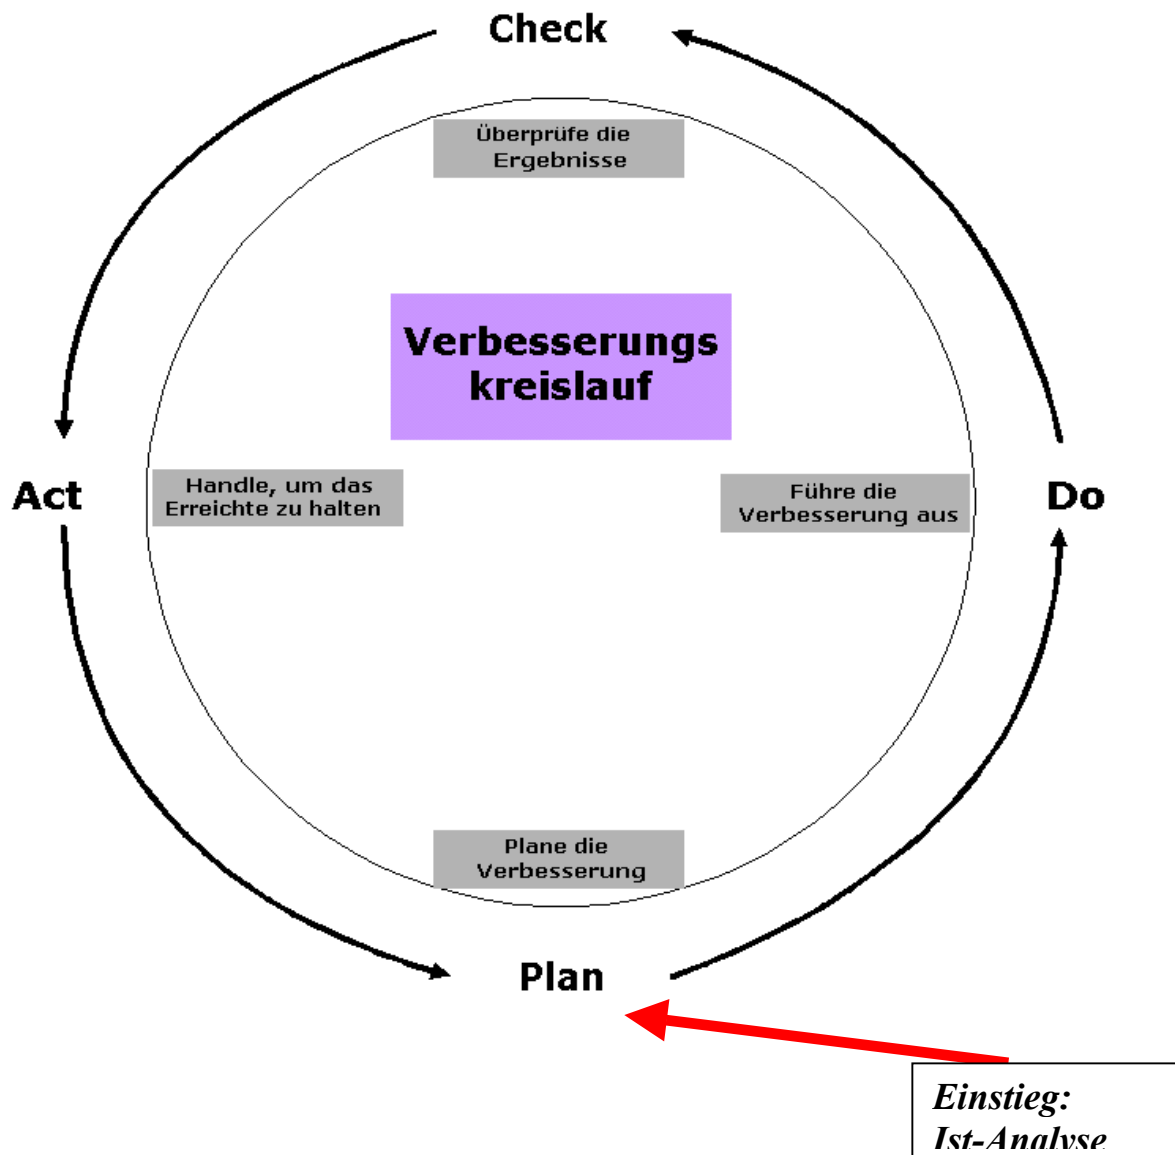 Check
Überprüfe die
Ergebnisse
Verbesserungs
kreislauf
Act
Handle, um das
Erreichte zu halten
Führe die
Verbesserung aus
Do
Plane die
Verbesserung
Plan
Einstieg:
Ist-Analyse